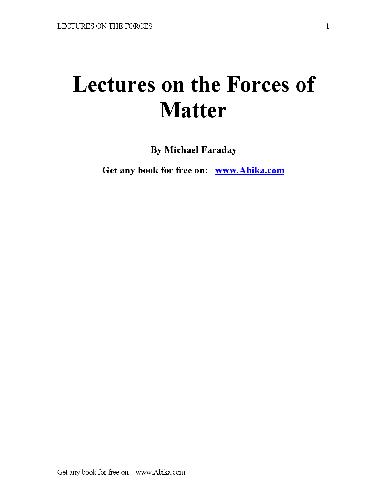 LECTURES ON THE FORCES 1
Lectures on the Forces of
Matter
By Michael Faraday
Get any book for free on: www.Abika.com
Get any book for free on: www.Abika.com